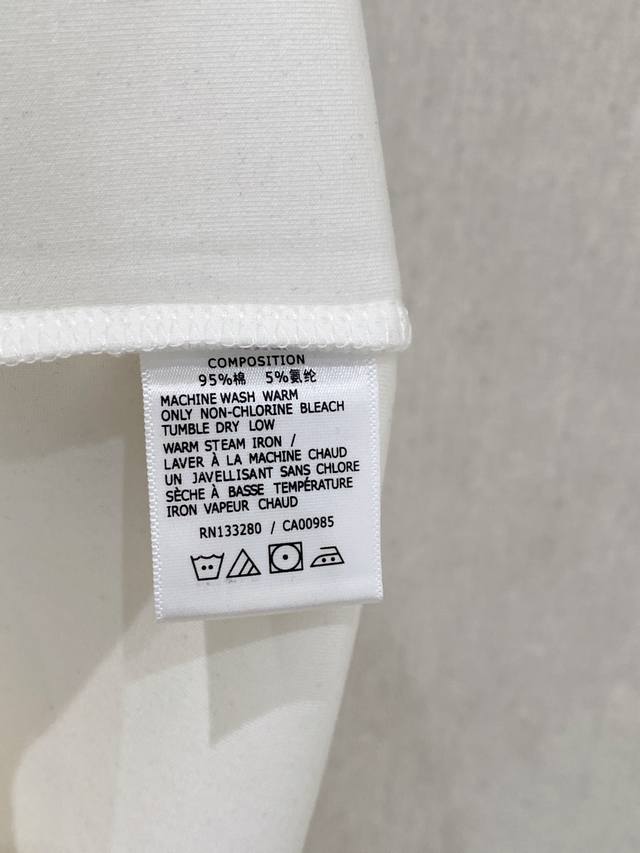 COMPOSITION
95%棉 5%氨纶
MACHINE WASH WARM
ONLY NON-CHLORINE BLEACH
TUMBLE DRY LOW
WARM STEAM IRON /
LAVER À LA MACHINE CHAUD
UN JAVELLISANT SANS CHLORE
SÈCHE À BASSE TEMPÉRATURE
IRON VAPEUR CHAUD
RN133280 / CA00985